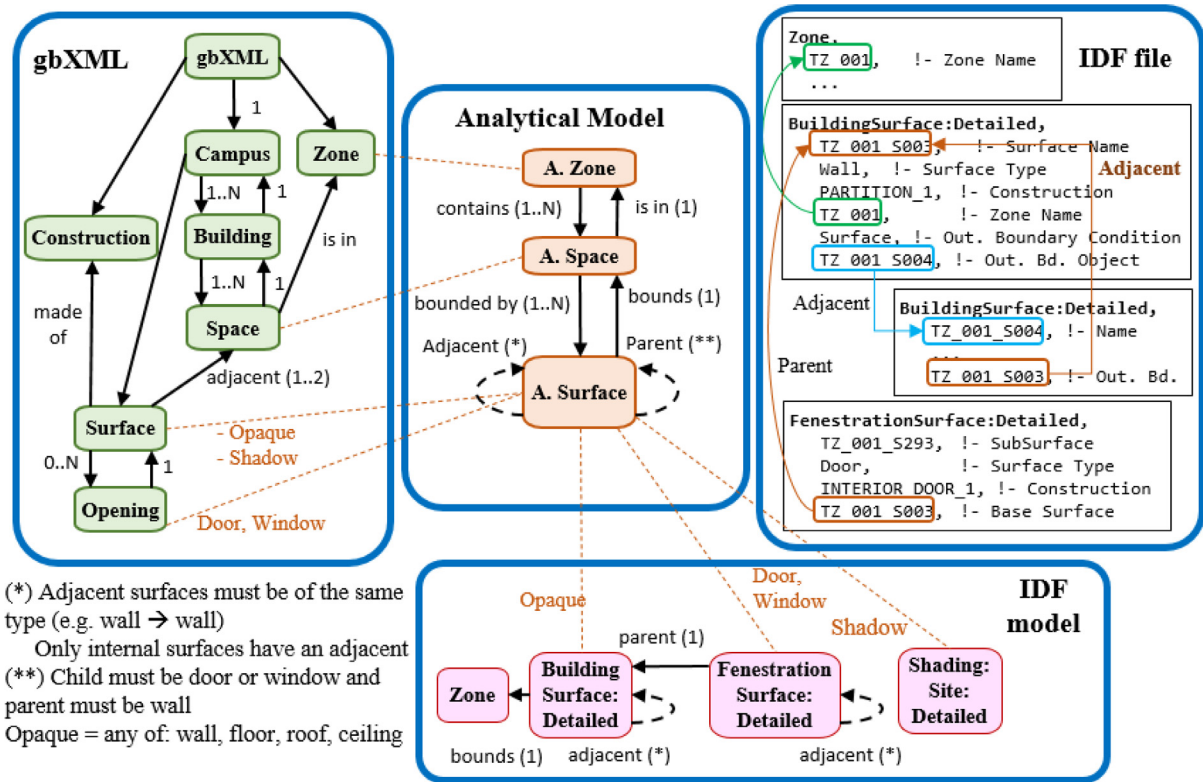 gbXML
gbXML
1
Campus
Zone
1..N
1
Construction
Building
is in
1..N
1
made
of
Space
adjacent (1..2)
Surface
- Opaque
- Shadow
0..N
1
Opening
Door, Window
Analytical Model
A. Zone
contains (1..N)
is in (1)
A. Space
bounded by (1..N)
bounds (1)
Adjacent (*)
Parent (**)
A. Surface
IDF file
Zone,
TZ_001, !- Zone Name
...
BuildingSurface:Detailed,
TZ_001_S003, !- Surface Name
Wall, !- Surface Type
Adjacent
PARTITION_1, !- Construction
TZ_001, !- Zone Name
Surface, !- Out. Boundary Condition
TZ_001_S004, !- Out. Bd. Object
Adjacent
BuildingSurface:Detailed,
TZ_001_S004, !- Name
...
TZ_001_S003, !- Out. Bd.
Parent
FenestrationSurface:Detailed,
TZ_001_S293, !- SubSurface
Door, !- Surface Type
INTERIOR_DOOR_1, !- Construction
TZ_001_S003, !- Base Surface
(*) Adjacent surfaces must be of the same
type (e.g. wall → wall)
Only internal surfaces have an adjacent
(**) Child must be door or window and
parent must be wall
Opaque = any of: wall, floor, roof, ceiling
IDF
model
Opaque
Door,
Window
Shadow
parent (1)
Zone
Building
Surface:
Detailed
Fenestration
Surface:
Detailed
Shading:
Site:
Detailed
bounds (1)
adjacent (*)
adjacent (*)